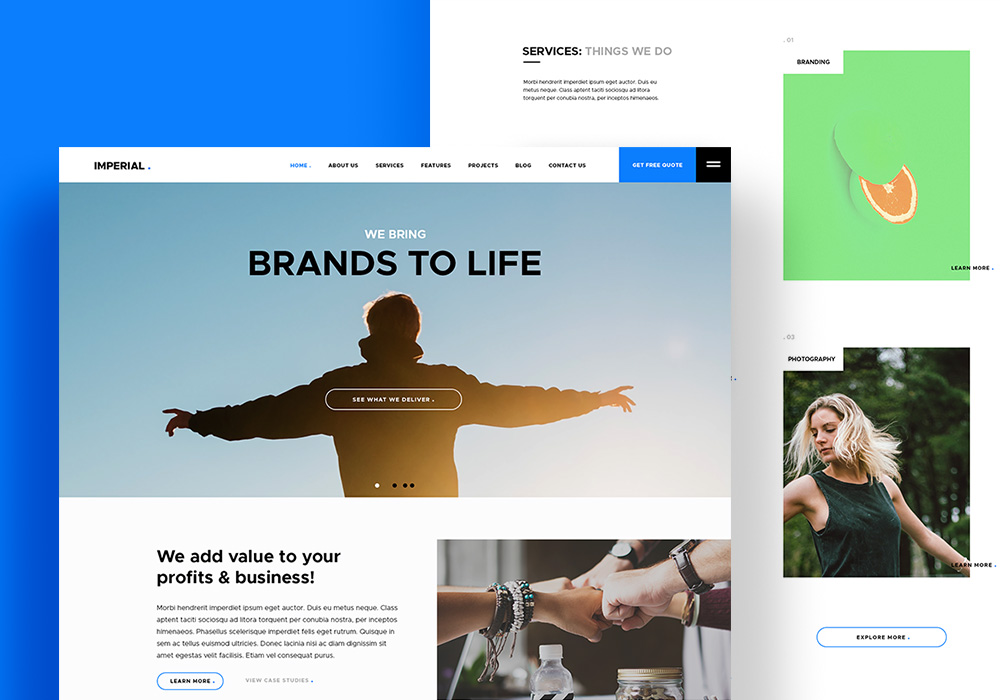 SERVICES: THINGS WE DO
Morbi hendrerit imperdiet ipsum eget auctor. Duis eu
metus neque. Class aptent taciti sociosqu ad litora
torquent per conubia nostra, per inceptos himenaeos.
. 01
BRANDING
LEARN MORE .
. 03
PHOTOGRAPHY
LEARN MORE .
EXPLORE MORE .
IMPERIAL .
HOME . ABOUT US SERVICES FEATURES PROJECTS BLOG CONTACT US GET FREE QUOTE
WE BRING
BRANDS TO LIFE
SEE WHAT WE DELIVER .
We add value to your
profits & business!
Morbi hendrerit imperdiet ipsum eget auctor. Duis eu metus neque. Class
aptent taciti sociosqu ad litora torquent per conubia nostra, per inceptos
himenaeos. Phasellus scelerisque imperdiet felis eget rutrum. Quisque in
sem ac tellus euismod ultricies. Donec lacinia nisi ac diam dignissim sit
amet egestas velit facilisis. Etiam vel consequat purus.
LEARN MORE . VIEW CASE STUDIES .